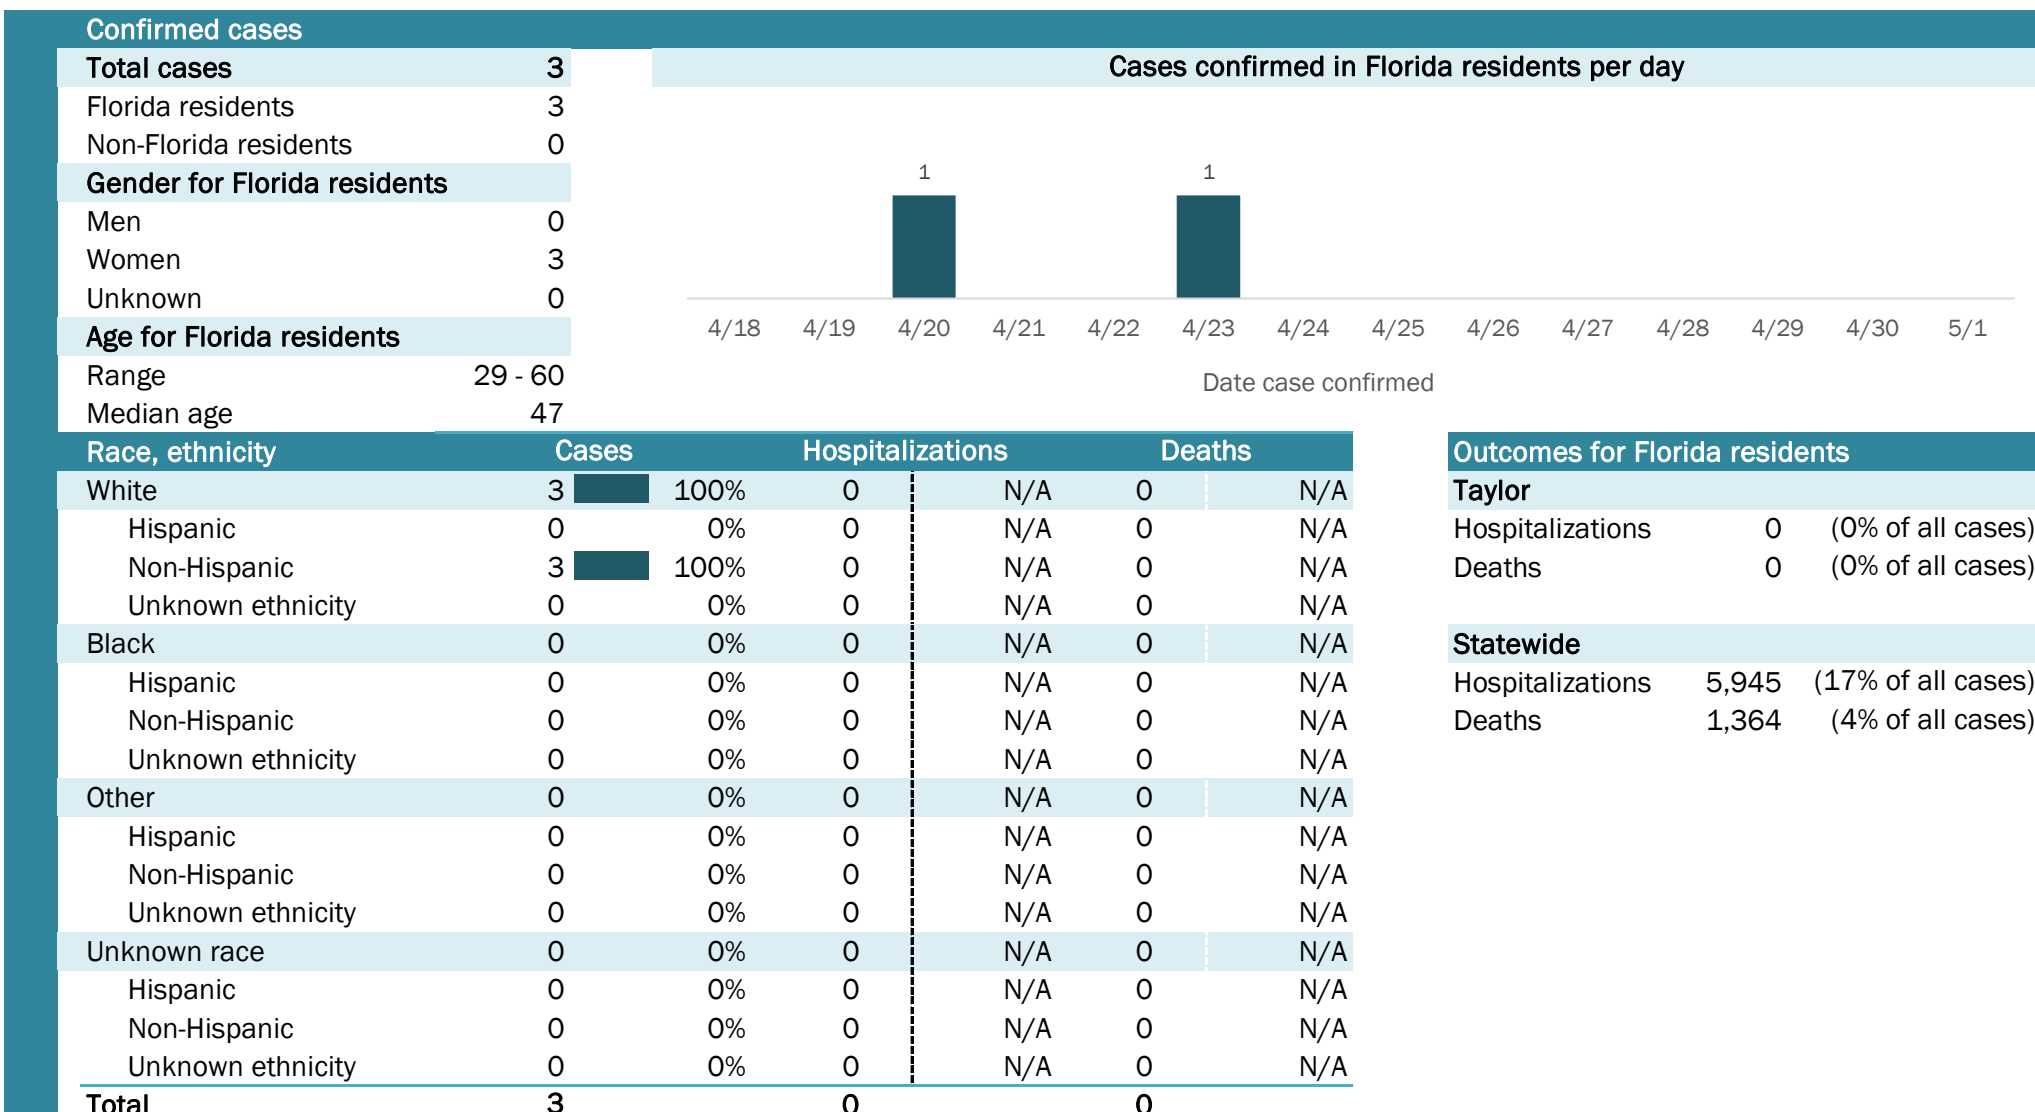 Confirmed cases
Total cases 3
Florida residents 3
Non-Florida residents 0
Gender for Florida residents
Men 0
Women 3
Unknown 0
Age for Florida residents
Range 29 - 60
Median age 47
Cases confirmed in Florida residents per day
1 1
4/18 4/19 4/20 4/21 4/22 4/23 4/24 4/25 4/26 4/27 4/28 4/29 4/30 5/1
Date case confirmed
Race, ethnicity Cases Hospitalizations Deaths
White 3 100% 0 N/A 0 N/A
Hispanic 0 0% 0 N/A 0 N/A
Non-Hispanic 3 100% 0 N/A 0 N/A
Unknown ethnicity 0 0% 0 N/A 0 N/A
Black 0 0% 0 N/A 0 N/A
Hispanic 0 0% 0 N/A 0 N/A
Non-Hispanic 0 0% 0 N/A 0 N/A
Unknown ethnicity 0 0% 0 N/A 0 N/A
Other 0 0% 0 N/A 0 N/A
Hispanic 0 0% 0 N/A 0 N/A
Non-Hispanic 0 0% 0 N/A 0 N/A
Unknown ethnicity 0 0% 0 N/A 0 N/A
Unknown race 0 0% 0 N/A 0 N/A
Hispanic 0 0% 0 N/A 0 N/A
Non-Hispanic 0 0% 0 N/A 0 N/A
Unknown ethnicity 0 0% 0 N/A 0 N/A
Total 3 0 0
Outcomes for Florida residents
Taylor
Hospitalizations 0 (0% of all cases)
Deaths 0 (0% of all cases)
Statewide
Hospitalizations 5,945 (17% of all cases)
Deaths 1,364 (4% of all cases)